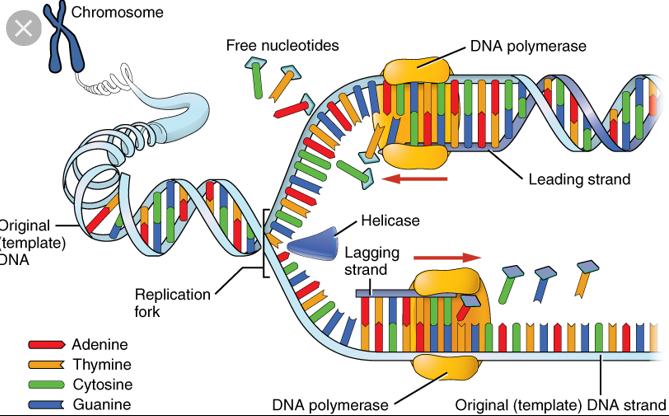 Chromosome
Free nucleotides
DNA polymerase
Leading strand
Helicase
Lagging
strand
Original
(template)
DNA
Replication
fork
Adenine
Thymine
Cytosine
Guanine
DNA polymerase
Original (template) DNA strand